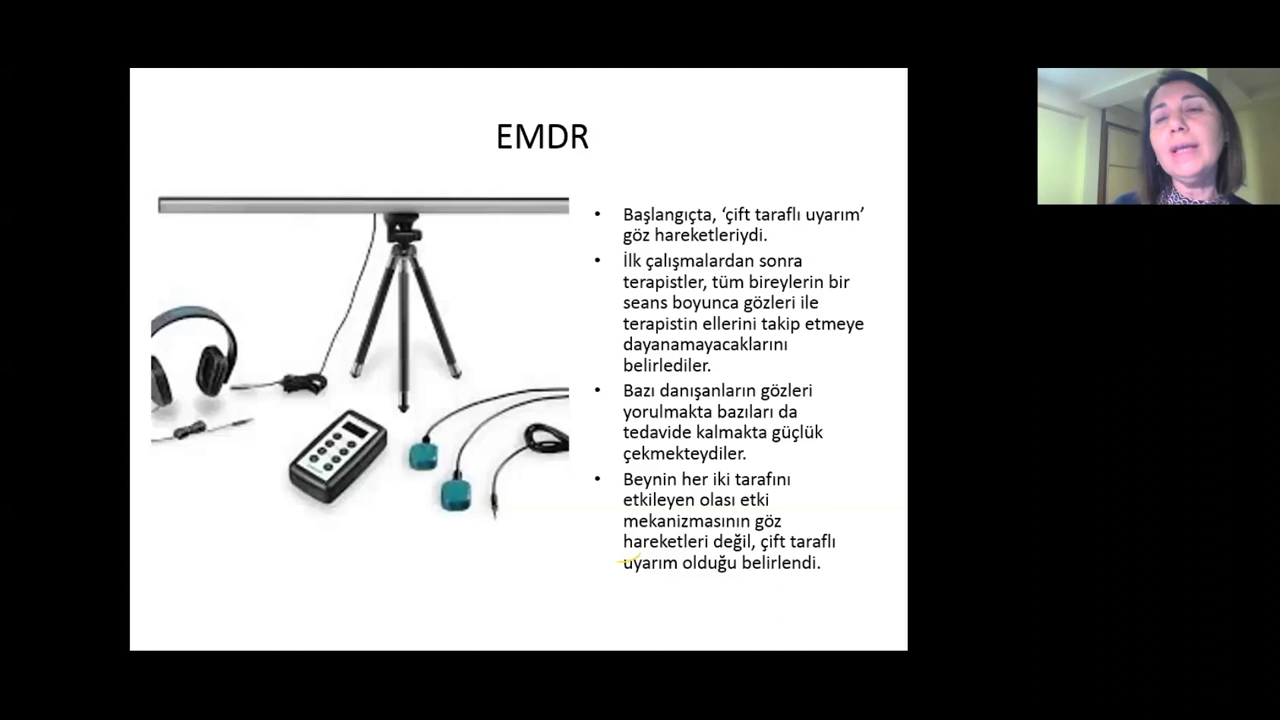 EMDR
• Başlangıçta, ‘çift taraflı uyarım’
göz hareketleriydi.
• İlk çalışmalardan sonra
terapistler, tüm bireylerin bir
seans boyunca gözleri ile
terapistin ellerini takip etmeye
dayanamayacaklarını
belirlediler.
• Bazı danışanların gözleri
yorulmakta bazıları da
tedavide kalmakta güçlük
çekmekteydiler.
• Beynin her iki tarafını
etkileyen olası etki
mekanizmasının göz
hareketleri değil, çift taraflı
uyarım olduğu belirlendi.